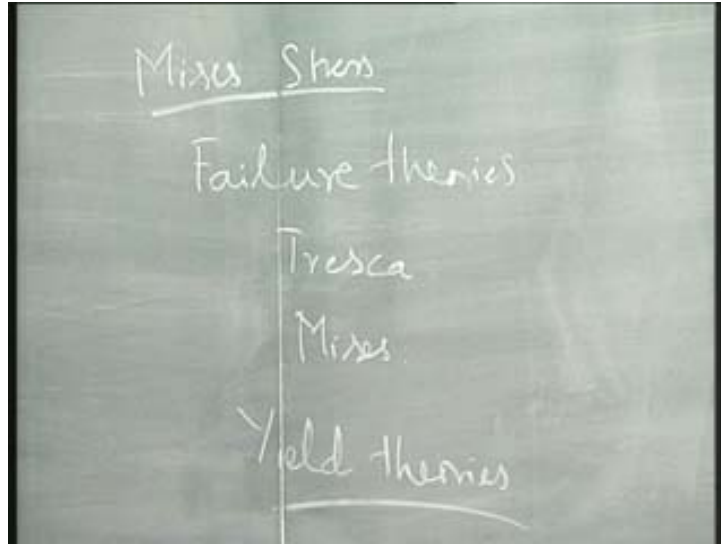 Mises Stress
Failure theories
Tresca
Mises.
Yield theories